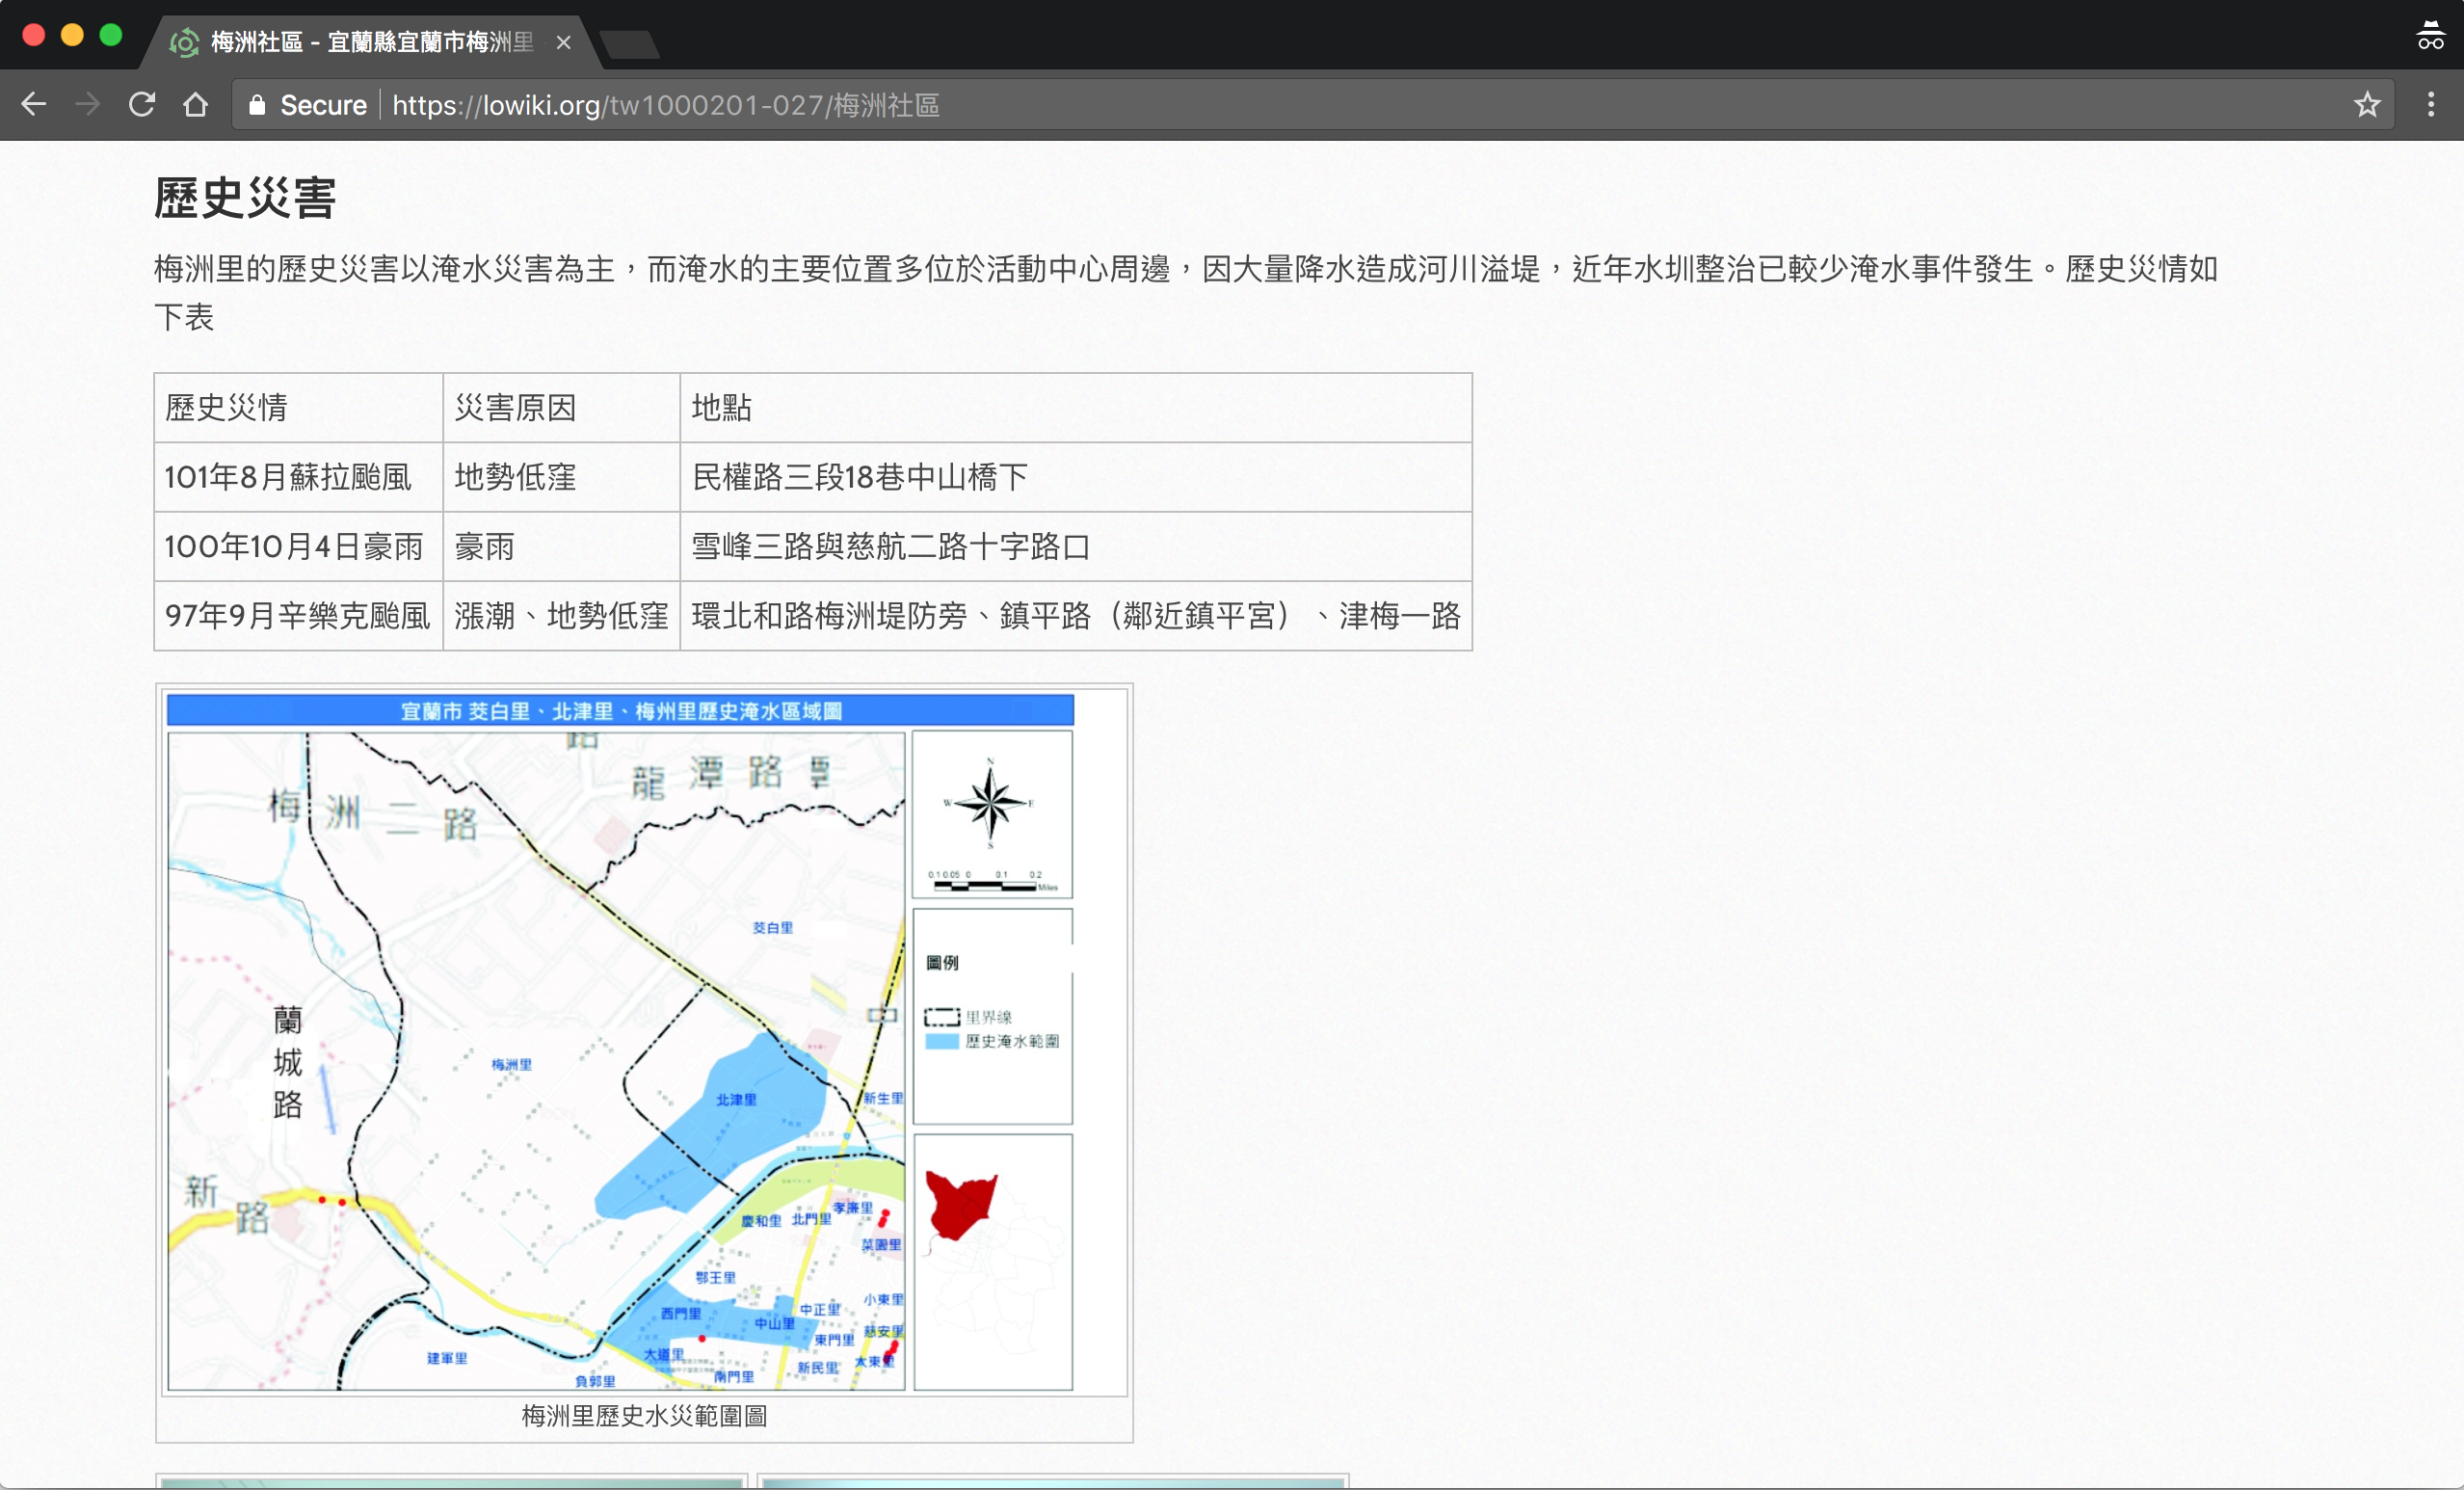 梅洲社區 - 宜蘭縣宜蘭市梅洲里
Secure
https://lowiki.org/tw1000201-027/梅洲社區
歷史災害
梅洲里的歷史災害以淹水災害為主，而淹水的主要位置多位於活動中心周邊，因大量降水造成河川溢堤，近年水圳整治已較少淹水事件發生。歷史災情如
下表
歷史災情 災害原因 地點
101年8月蘇拉颱風 地勢低窪 民權路三段18巷中山橋下
100年10月4日豪雨 豪雨 雪峰三路與慈航二路十字路口
97年9月辛樂克颱風 漲潮、地勢低窪 環北和路梅洲堤防旁、鎮平路（鄰近鎮平宮）、津梅一路
宜蘭市 茭白里、北津里、梅州里歷史淹水區域圖
路
龍潭路
梅洲二路
N
W E
S
0.1 0.05 0 0.1 0.2
Miles
茭白里
圖例
中
里界線
歷史淹水範圍
蘭城路
梅洲里
北津里
新生里
新路
孝廉里
慶和里
北門里
菜園里
鄂王里
小東里
西門里
中正里
中山里
慈安里
東門里
大道里
建軍里
新民里
太東里
南門里
負郭里
梅洲里歷史水災範圍圖